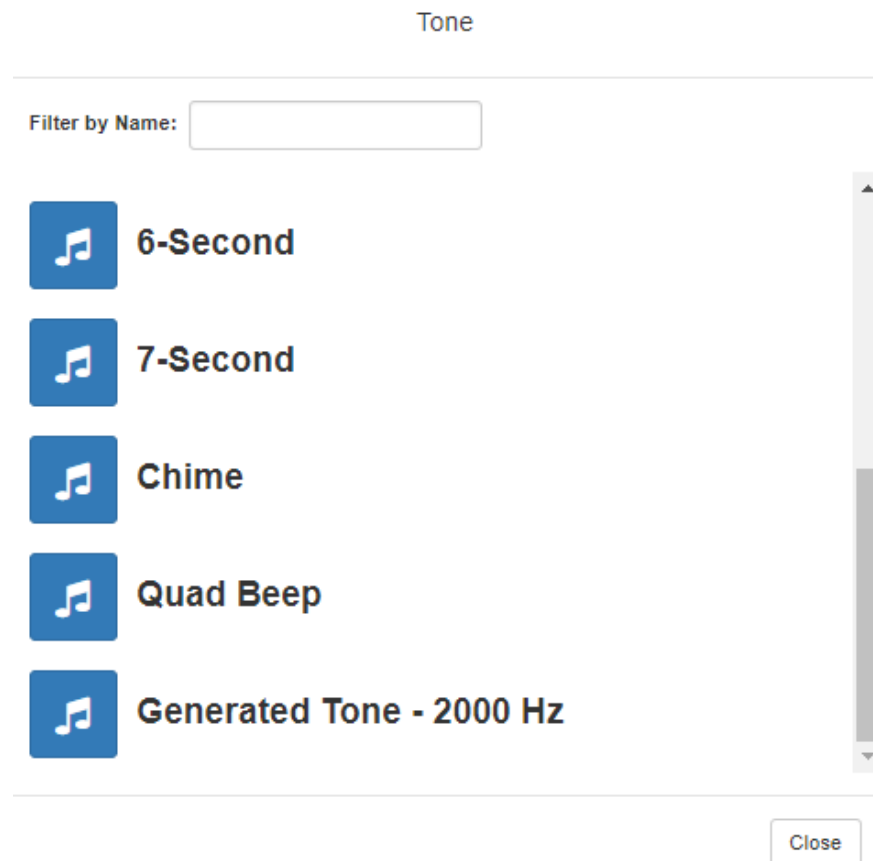 Tone
Filter by Name:
6-Second
7-Second
Chime
Quad Beep
Generated Tone - 2000 Hz
Close